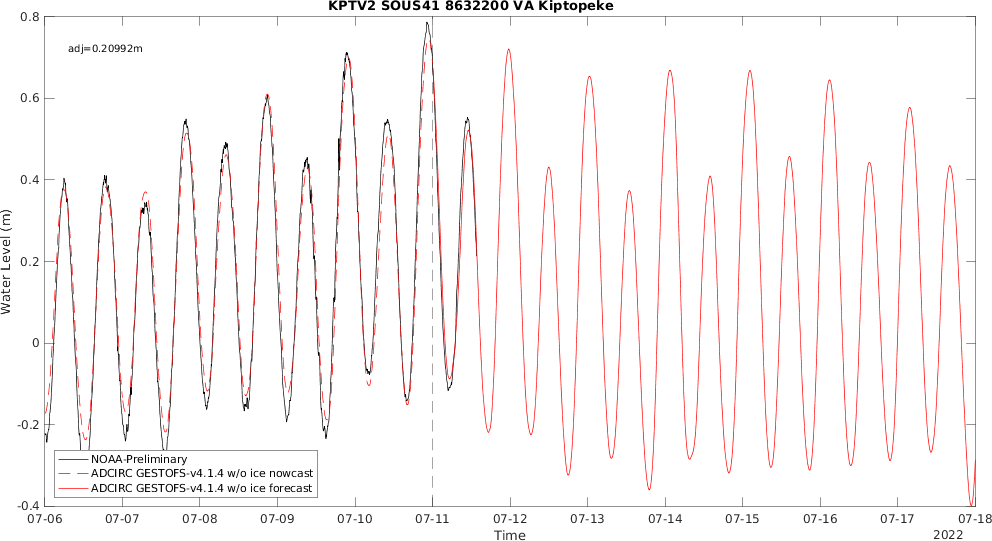 KPTV2 SOUS41 8632200 VA Kiptopeke
adj=0.20992m
0.8
0.6
0.4
0.2
0
-0.2
-0.4
Water Level (m)
NOAA-Preliminary
ADCIRC GESTOFS-v4.1.4 w/o ice nowcast
ADCIRC GESTOFS-v4.1.4 w/o ice forecast
07-06 07-07 07-08 07-09 07-10 07-11 07-12 07-13 07-14 07-15 07-16 07-17 07-18
Time
2022